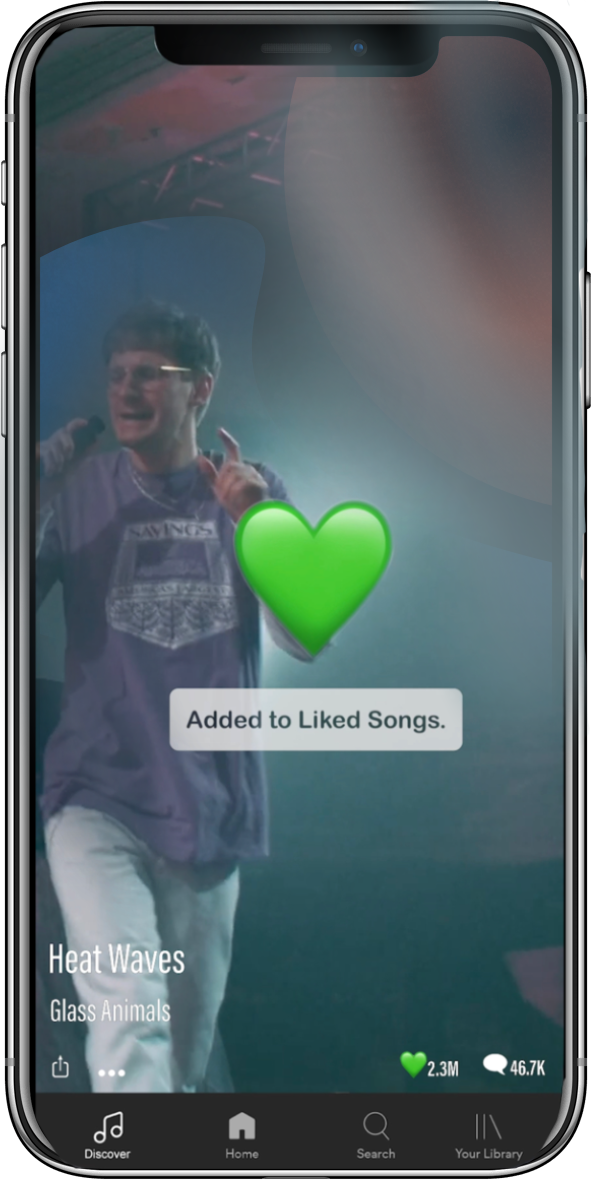 SAVINGS
Added to Liked Songs.
Heat Waves
Glass Animals
2.3M
46.7K
Discover
Home
Search
Your Library